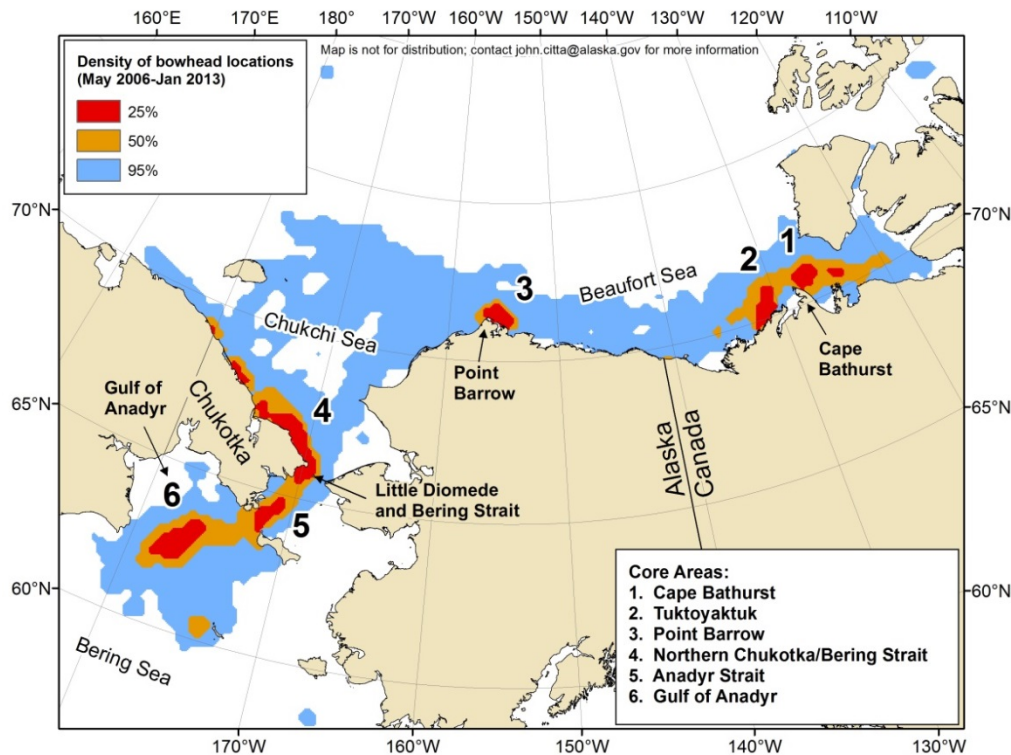 160°E 170°E 180° 170°W 160°W 150°W 140°W 130°W 120°W 110°W
Map is not for distribution; contact john.citta@alaska.gov for more information
Density of bowhead locations
(May 2006-Jan 2013)
25%
50%
95%
70°N
70°N
1
2
3
Beaufort Sea
Chukchi Sea
Point
Barrow
Cape
Bathurst
Gulf of
Anadyr
Chukotka
4
65°N
65°N
Alaska
Canada
6
Little Diomede
and Bering Strait
5
60°N
60°N
Bering Sea
Core Areas:
1. Cape Bathurst
2. Tuktoyaktuk
3. Point Barrow
4. Northern Chukotka/Bering Strait
5. Anadyr Strait
6. Gulf of Anadyr
170°W 160°W 150°W 140°W 130°W